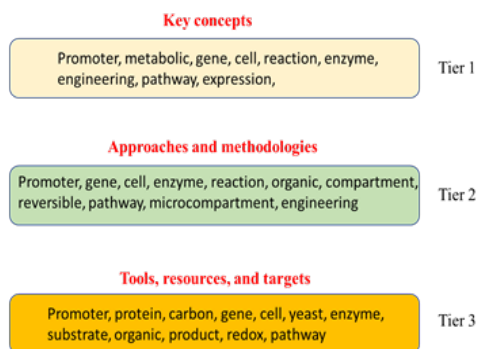 Key concepts
Promoter, metabolic, gene, cell, reaction, enzyme,
engineering, pathway, expression,
Tier 1
Approaches and methodologies
Promoter, gene, cell, enzyme, reaction, organic, compartment,
reversible, pathway, microcompartment, engineering
Tier 2
Tools, resources, and targets
Promoter, protein, carbon, gene, cell, yeast, enzyme,
substrate, organic, product, redox, pathway
Tier 3